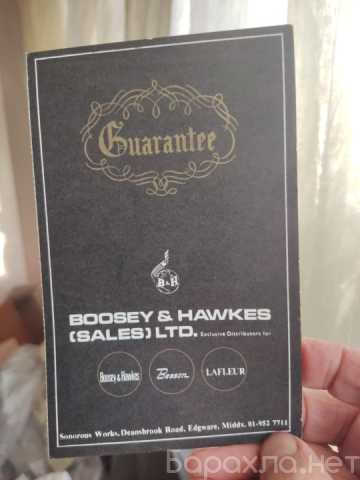 Guarantee
B&H
BOOSEY & HAWKES
(SALES) LTD. Exclusive Distributors for
Boosey & Hawkes Besson LAFLEUR
Sonorous Works, Deansbrook Road, Edgware, Middx. 01-952 7711
Барахла.нет